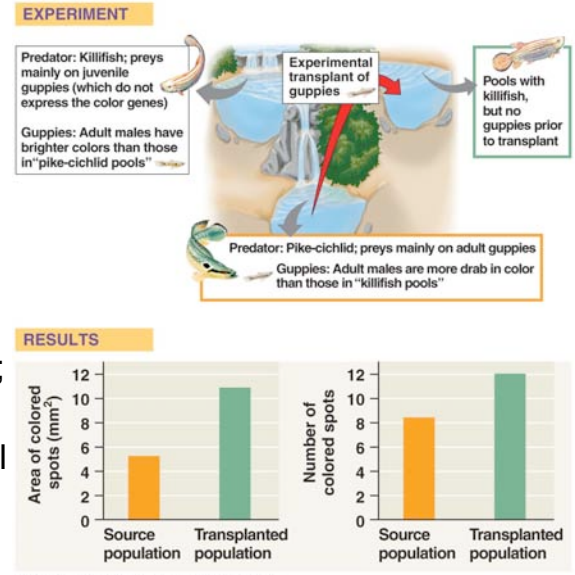 EXPERIMENT
Predator: Killifish; preys
mainly on juvenile
guppies (which do not
express the color genes)
Guppies: Adult males have
brighter colors than those
in"pike-cichlid pools"
Experimental
transplant of
guppies
Pools with
killifish,
but no
guppies prior
to transplant
Predator: Pike-cichlid; preys mainly on adult guppies
Guppies: Adult males are more drab in color
than those in "killifish pools"
RESULTS
;
l
Area of colored
spots (mm²)
12
10
8
6
4
2
0
Source
population
Transplanted
population
Number of
colored spots
12
10
8
6
4
2
0
Source
population
Transplanted
population